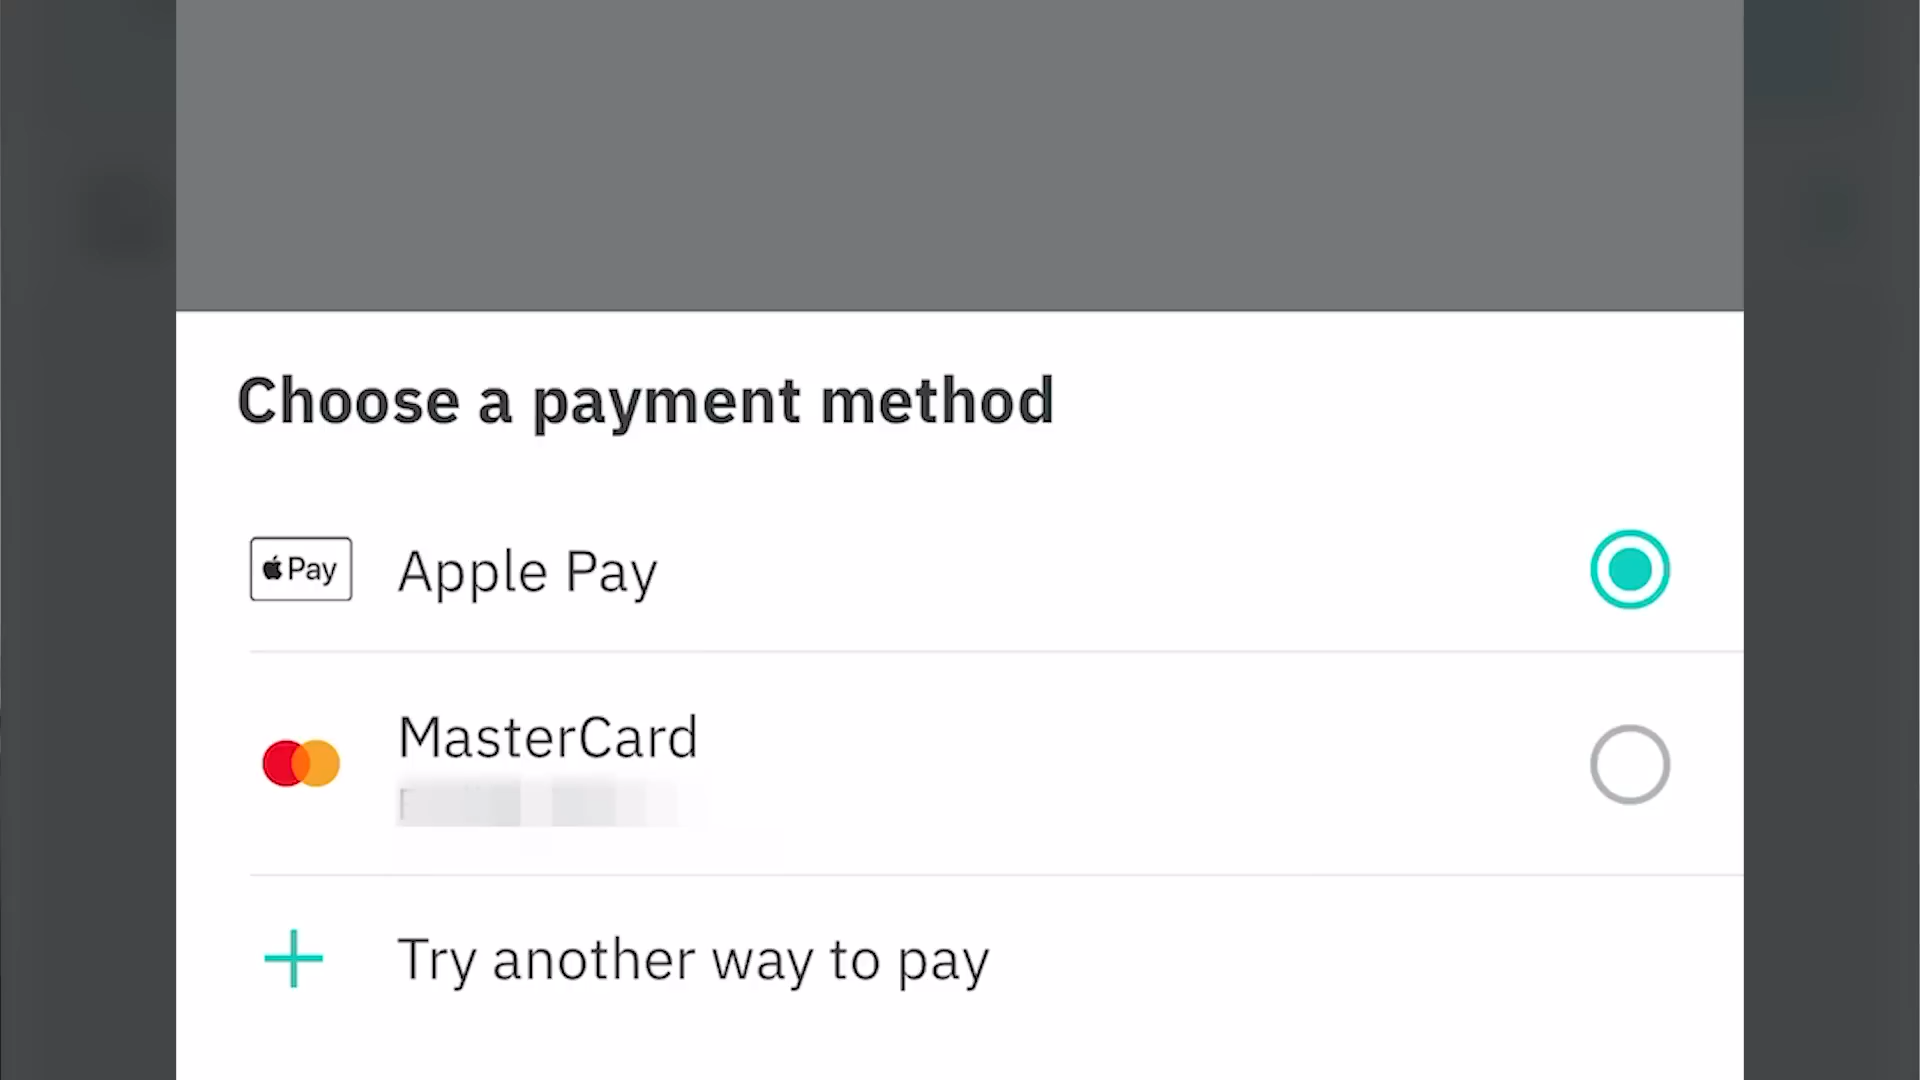 Choose a payment method
Pay Apple Pay
MasterCard
Try another way to pay